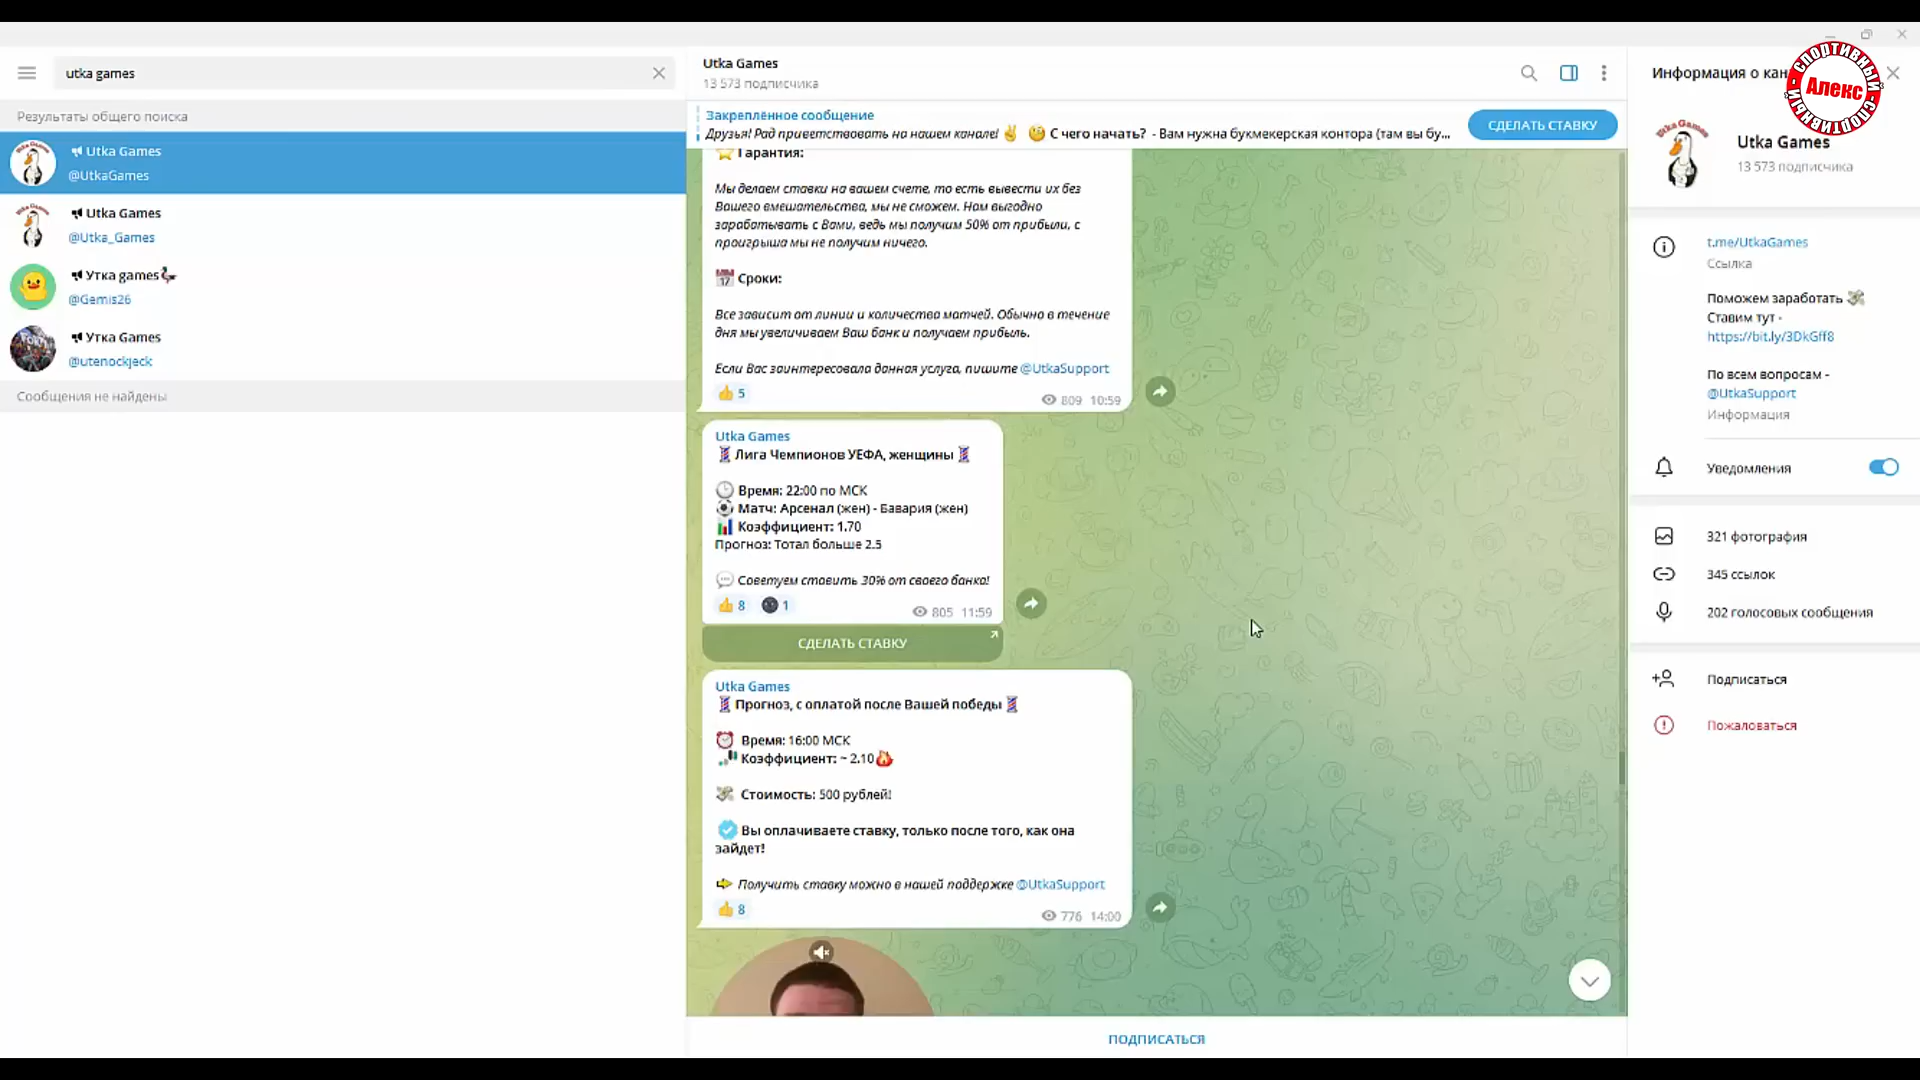 utka games
Результаты общего поиска
Utka Games
@UtkaGames
Utka Games
@Utka_Games
Утка games
@Gemis26
Утка Games
@utenockjeck
Сообщения не найдены
Utka Games
13 573 подписчика
Закреплённое сообщение
Друзья! Рад приветствовать на нашем канале! С чего начать? - Вам нужна букмекерская контора (там вы бу...
СДЕЛАТЬ СТАВКУ
Гарантия:
Мы делаем ставки на вашем счете, то есть вывести их без
Вашего вмешательства, мы не сможем. Нам выгодно
зарабатывать с Вами, ведь мы получим 50% от прибыли, с
проигрыша мы не получим ничего.
17 Сроки:
Все зависит от линии и количества матчей. Обычно в течение
дня мы увеличиваем Ваш банк и получаем прибыль.
Если Вас заинтересовала данная услуга, пишите @UtkaSupport
5
809 10:59
Utka Games
Лига Чемпионов УЕФА, женщины
Время: 22:00 по МСК
Матч: Арсенал (жен) - Бавария (жен)
Коэффициент: 1.70
Прогноз: Тотал больше 2.5
Советуем ставить 30% от своего банка!
8 1
805 11:59
СДЕЛАТЬ СТАВКУ
Utka Games
Прогноз, с оплатой после Вашей победы
Время: 16:00 МСК
Коэффициент: ~ 2.10
Стоимость: 500 рублей!
Вы оплачиваете ставку, только после того, как она
зайдет!
Получить ставку можно в нашей поддержке @UtkaSupport
8
776 14:00
ПОДПИСАТЬСЯ
Информация о кан
СПОРТИВНЫЙ
Алекс
СПОРТИВНЫЙ
Utka Games
Utka Games
13 573 подписчика
t.me/UtkaGames
Ссылка
Поможем заработать
Ставим тут -
https://bit.ly/3DkGff8
По всем вопросам -
@UtkaSupport
Информация
Уведомления
321 фотография
345 ссылок
202 голосовых сообщения
Подписаться
Пожаловаться